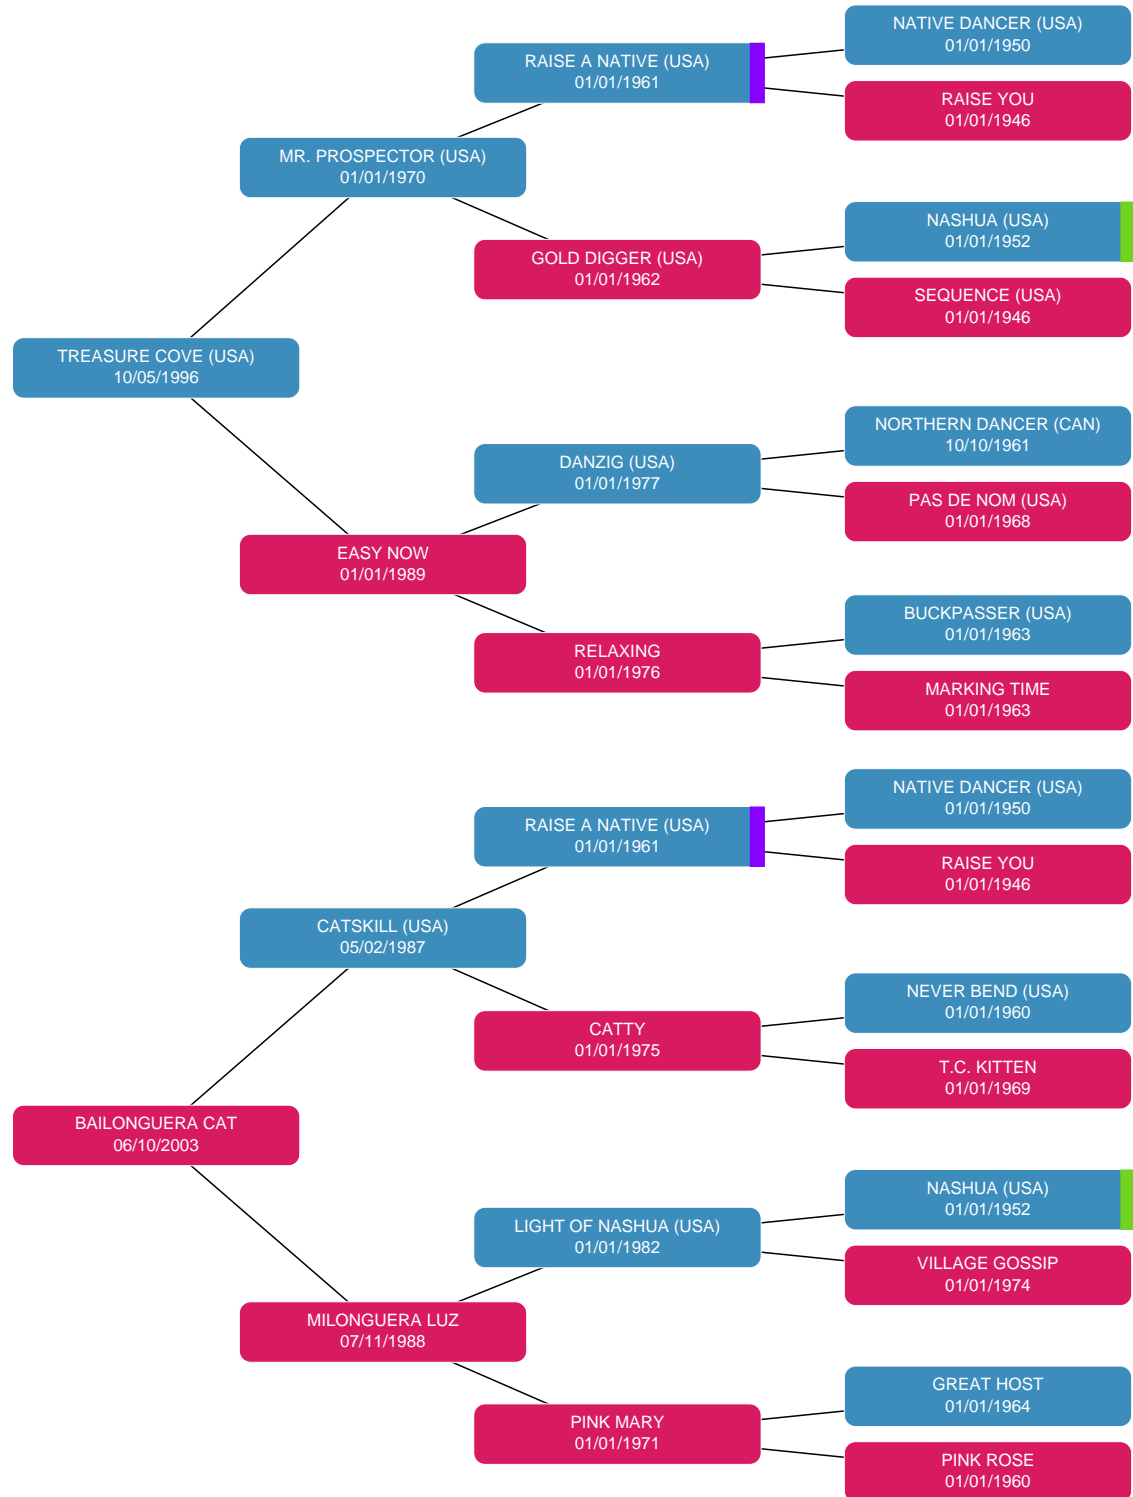 NATIVE DANCER (USA)
01/01/1950
RAISE A NATIVE (USA)
01/01/1961
RAISE YOU
01/01/1946
MR. PROSPECTOR (USA)
01/01/1970
NASHUA (USA)
01/01/1952
GOLD DIGGER (USA)
01/01/1962
SEQUENCE (USA)
01/01/1946
TREASURE COVE (USA)
10/05/1996
NORTHERN DANCER (CAN)
10/10/1961
DANZIG (USA)
01/01/1977
PAS DE NOM (USA)
01/01/1968
EASY NOW
01/01/1989
BUCKPASSER (USA)
01/01/1963
RELAXING
01/01/1976
MARKING TIME
01/01/1963
NATIVE DANCER (USA)
01/01/1950
RAISE A NATIVE (USA)
01/01/1961
RAISE YOU
01/01/1946
CATSKILL (USA)
05/02/1987
NEVER BEND (USA)
01/01/1960
CATTY
01/01/1975
T.C. KITTEN
01/01/1969
BAILONGUERA CAT
06/10/2003
NASHUA (USA)
01/01/1952
LIGHT OF NASHUA (USA)
01/01/1982
VILLAGE GOSSIP
01/01/1974
MILONGUERA LUZ
07/11/1988
GREAT HOST
01/01/1964
PINK MARY
01/01/1971
PINK ROSE
01/01/1960